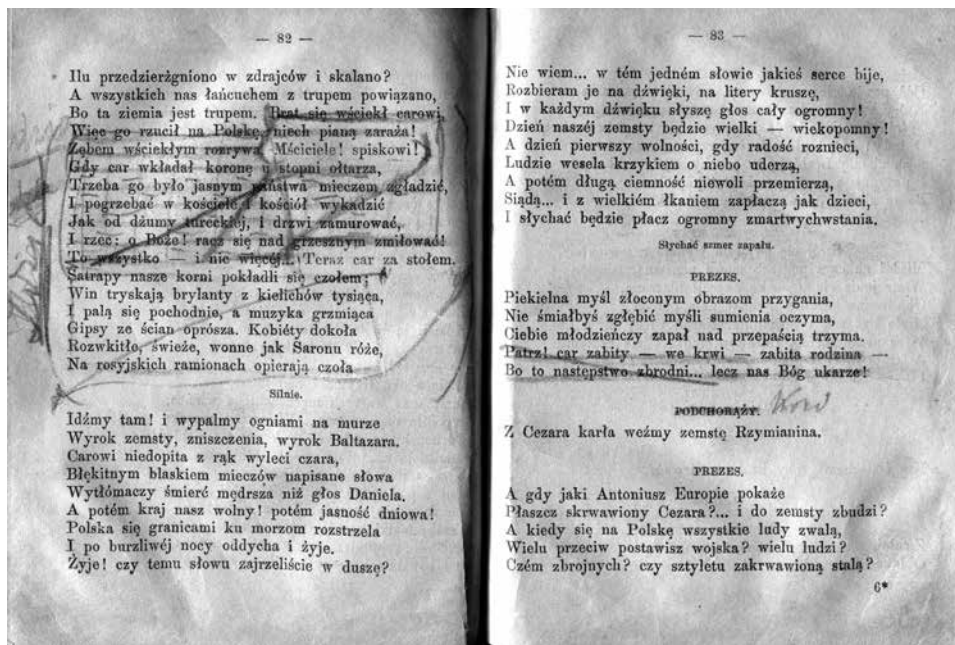 — 82 —
Ilu przedzierżgniono w zdrajców i skalano?
A wszystkich nas łańcuchem z trupem powiązano,
Bo ta ziemia jest trupem. Brat się wściekł carowi,
Więc go rzucił na Polskę, niech pianą zaraża!
Zębem wściekłym rozrywa. Mściciele! spiskowi!
Gdy car wkładał koronę u stopni ołtarza,
Trzeba go było jasnym państwa mieczem zgładzić,
I pogrzebać w kościele i kościół wykadzić
Jak od dżumy tureckiéj, i drzwi zamurować,
I rzec: o Boże! racz się nad grzesznym zmiłować!
To wszystko — i nic więcéj... Teraz car za stołem.
Satrapy nasze korni pokładli się czołem;
Win tryskają brylanty z kielichów tysiąca,
I palą się pochodnie, a muzyka grzmiąca
Gipsy ze ścian oprósza. Kobiéty dokoła
Rozwkitłe, świeże, wonne jak Saronu róże,
Na rosyjskich ramionach opierają czoła
Silnie.
Idźmy tam! i wypalmy ogniami na murze
Wyrok zemsty, zniszczenia, wyrok Baltazara.
Carowi niedopita z rąk wyleci czara,
Błękitnym blaskiem mieczów napisane słowa
Wytłómaczy śmierć mędrsza niż głos Daniela.
A potém kraj nasz wolny! potém jasność dniowa!
Polska się granicami ku morzom rozstrzela
I po burzliwéj nocy oddycha i żyje.
Żyje! czy temu słowu zajrzeliście w duszę?
— 83 —
Nie wiem... w tém jedném słowie jakieś serce bije,
Rozbieram je na dźwięki, na litery kruszę,
I w każdym dźwięku słyszę głos cały ogromny!
Dzień naszéj zemsty będzie wielki — wiekopomny!
A dzień pierwszy wolności, gdy radość roznieci,
Ludzie wesela krzykiem o niebo uderzą,
A potém długą ciemność niewoli przemierzą,
Siądą... i z wielkiém łkaniem zapłaczą jak dzieci,
I słychać będzie płacz ogromny zmartwychwstania.
Słychać szmer zapału.
PREZES.
Piekielna myśl złoconym obrazom przygania,
Nie śmiałbyś zgłębić myśli sumienia oczyma,
Ciebie młodzieńczy zapał nad przepaścią trzyma.
Patrz! car zabity — we krwi — zabita rodzina —
Bo to następstwo zbrodni... lecz nas Bóg ukarze!
PODCHORĄŻY.
Z Cezara karła weźmy zemstę Rzymianina.
PREZES.
A gdy jaki Antoniusz Europie pokaże
Płaszcz skrwawiony Cezara?... i do zemsty zbudzi?
A kiedy się na Polskę wszystkie ludy zwalą,
Wielu przeciw postawisz wojska? wielu ludzi?
Czém zbrojnych? czy sztyletu zakrwawioną stalą?
6*